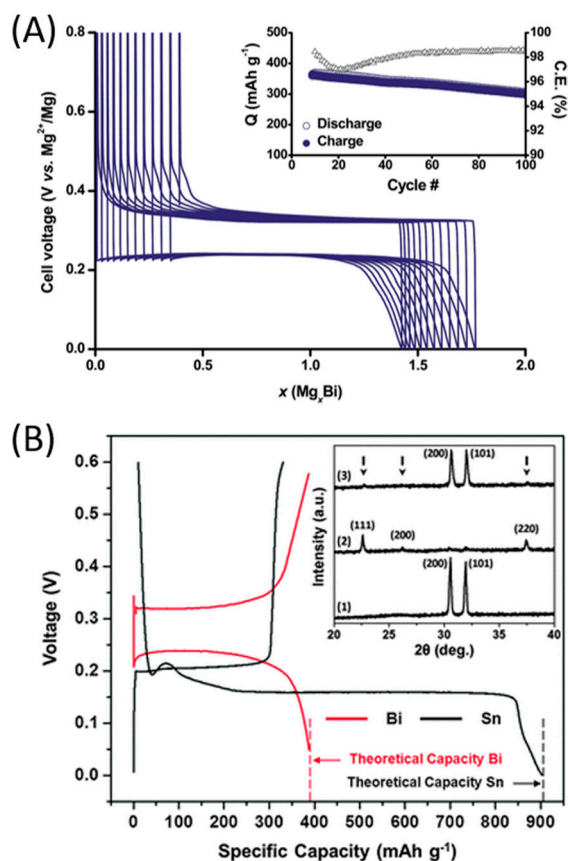 (A)
0.8
0.6
0.4
0.2
0.0
Cell voltage (V vs. Mg2+/Mg)
0.0 0.5 1.0 1.5 2.0
x (MgxBi)
500
400
300
200
100
0
Q (mAh g-1)
100
98
96
94
92
90
C.E. (%)
Discharge
Charge
0 20 40 60 80 100
Cycle #
(B)
0.6
0.5
0.4
0.3
0.2
0.1
0.0
Voltage (V)
0 100 200 300 400 500 600 700 800 900
Specific Capacity (mAh g-1)
Intensity (a.u.)
(3) (200) (101)
(2) (111) (200) (220)
(1) (200) (101)
20 25 30 35 40
2θ (deg.)
Bi Sn
Theoretical Capacity Bi
Theoretical Capacity Sn